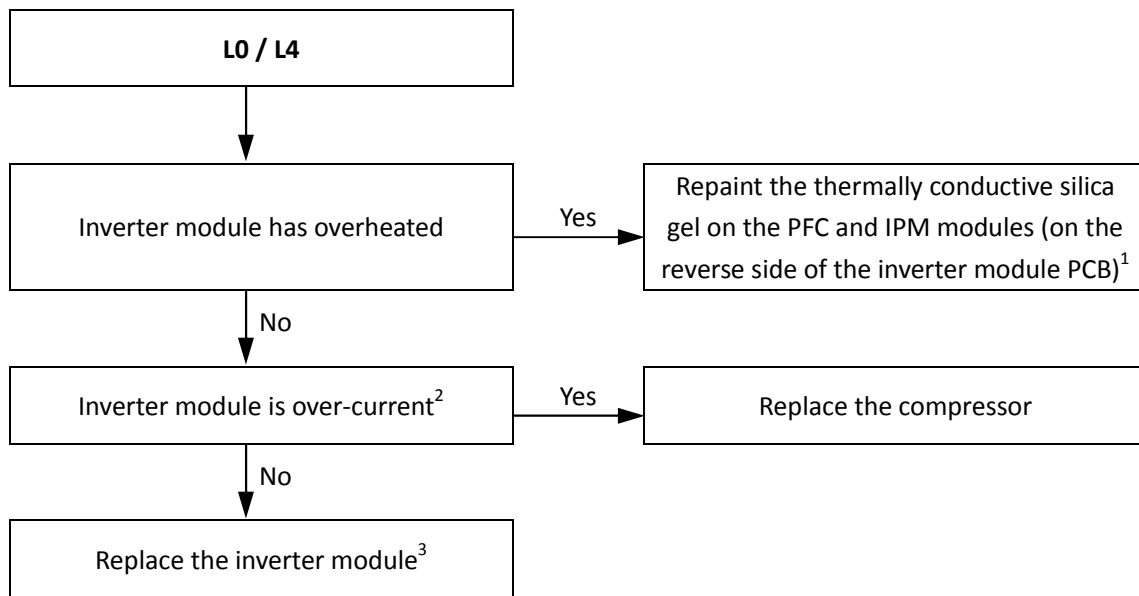 L0 / L4
Inverter module has overheated
Yes
Repaint the thermally conductive silica
gel on the PFC and IPM modules (on the
reverse side of the inverter module PCB)1
No
Inverter module is over-current2
Yes
Replace the compressor
No
Replace the inverter module3